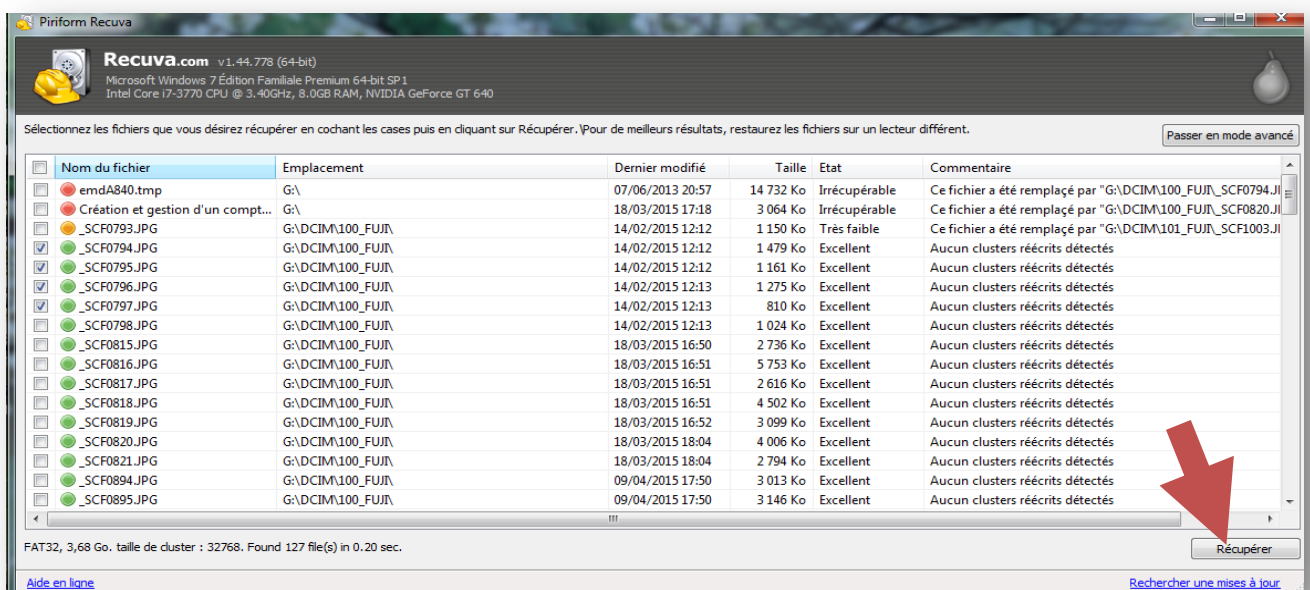 Piriform Recuva
Recuva.com v1.44.778 (64-bit)
Microsoft Windows 7 Édition Familiale Premium 64-bit SP1
Intel Core i7-3770 CPU @ 3.40GHz, 8.0GB RAM, NVIDIA GeForce GT 640
Sélectionnez les fichiers que vous désirez récupérer en cochant les cases puis en cliquant sur Récupérer.\Pour de meilleurs résultats, restaurez les fichiers sur un lecteur différent.
Passer en mode avancé
Nom du fichier Emplacement Dernier modifié Taille Etat Commentaire
emdA840.tmp G:\ 07/06/2013 20:57 14 732 Ko Irrécupérable Ce fichier a été remplacé par "G:\DCIM\100_FUJI\_SCF0794.JI
Création et gestion d'un compt... G:\ 18/03/2015 17:18 3 064 Ko Irrécupérable Ce fichier a été remplacé par "G:\DCIM\100_FUJI\_SCF0820.JI
_SCF0793.JPG G:\DCIM\100_FUJI\ 14/02/2015 12:12 1 150 Ko Très faible Ce fichier a été remplacé par "G:\DCIM\101_FUJI\_SCF1003.JI
_SCF0794.JPG G:\DCIM\100_FUJI\ 14/02/2015 12:12 1 479 Ko Excellent Aucun clusters réécrits détectés
_SCF0795.JPG G:\DCIM\100_FUJI\ 14/02/2015 12:12 1 161 Ko Excellent Aucun clusters réécrits détectés
_SCF0796.JPG G:\DCIM\100_FUJI\ 14/02/2015 12:13 1 275 Ko Excellent Aucun clusters réécrits détectés
_SCF0797.JPG G:\DCIM\100_FUJI\ 14/02/2015 12:13 810 Ko Excellent Aucun clusters réécrits détectés
_SCF0798.JPG G:\DCIM\100_FUJI\ 14/02/2015 12:13 1 024 Ko Excellent Aucun clusters réécrits détectés
_SCF0815.JPG G:\DCIM\100_FUJI\ 18/03/2015 16:50 2 736 Ko Excellent Aucun clusters réécrits détectés
_SCF0816.JPG G:\DCIM\100_FUJI\ 18/03/2015 16:51 5 753 Ko Excellent Aucun clusters réécrits détectés
_SCF0817.JPG G:\DCIM\100_FUJI\ 18/03/2015 16:51 2 616 Ko Excellent Aucun clusters réécrits détectés
_SCF0818.JPG G:\DCIM\100_FUJI\ 18/03/2015 16:51 4 502 Ko Excellent Aucun clusters réécrits détectés
_SCF0819.JPG G:\DCIM\100_FUJI\ 18/03/2015 16:52 3 099 Ko Excellent Aucun clusters réécrits détectés
_SCF0820.JPG G:\DCIM\100_FUJI\ 18/03/2015 18:04 4 006 Ko Excellent Aucun clusters réécrits détectés
_SCF0821.JPG G:\DCIM\100_FUJI\ 18/03/2015 18:04 2 794 Ko Excellent Aucun clusters réécrits détectés
_SCF0894.JPG G:\DCIM\100_FUJI\ 09/04/2015 17:50 3 013 Ko Excellent Aucun clusters réécrits détectés
_SCF0895.JPG G:\DCIM\100_FUJI\ 09/04/2015 17:50 3 146 Ko Excellent Aucun clusters réécrits détectés
FAT32, 3,68 Go. taille de cluster : 32768. Found 127 file(s) in 0.20 sec.
Récupérer
Aide en ligne Rechercher une mises à jour